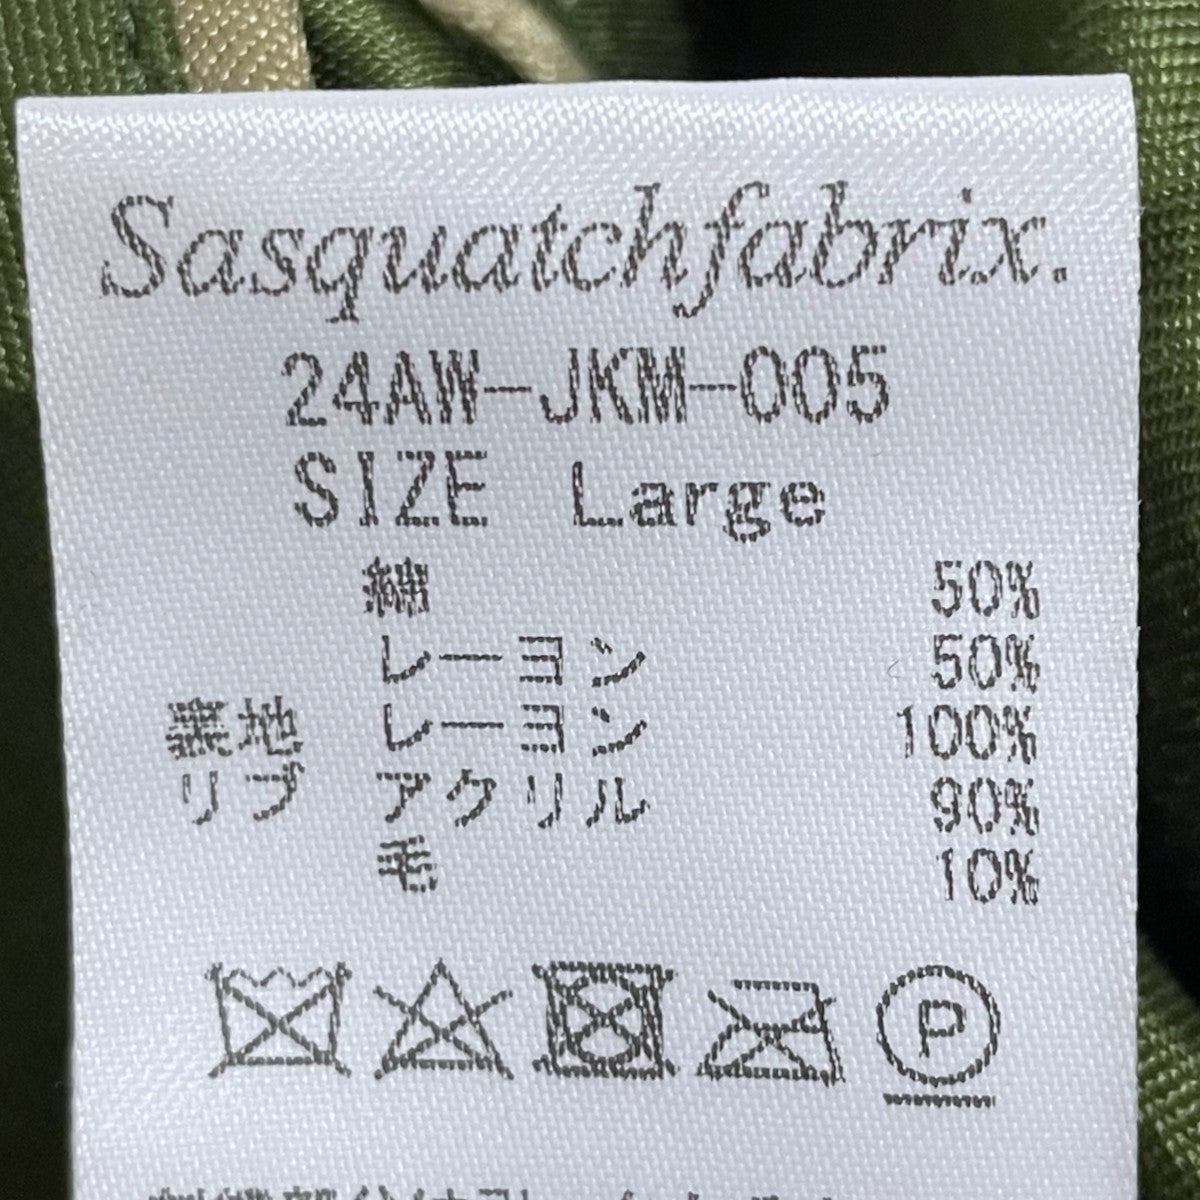 Sasquatchfabrix.
24AW-JKM-005
SIZE Large
綿 50%
レーヨン 50%
裏地 レーヨン 100%
リブ アクリル 90%
毛 10%
P